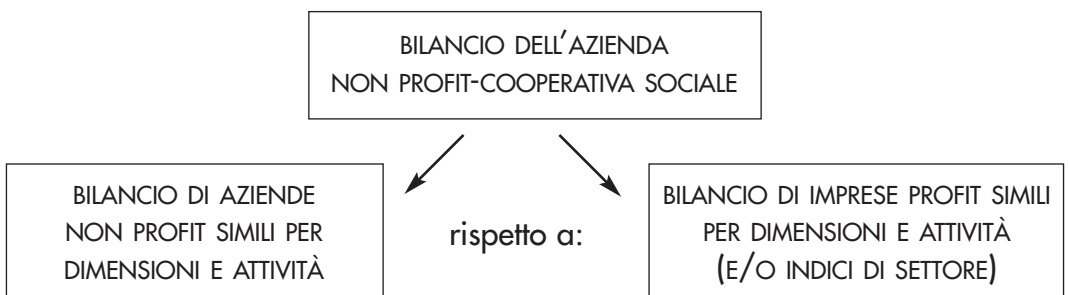 BILANCIO DELL'AZIENDA
NON PROFIT-COOPERATIVA SOCIALE
BILANCIO DI AZIENDE
NON PROFIT SIMILI PER
DIMENSIONI E ATTIVITÀ
rispetto a:
BILANCIO DI IMPRESE PROFIT SIMILI
PER DIMENSIONI E ATTIVITÀ
(E/O INDICI DI SETTORE)